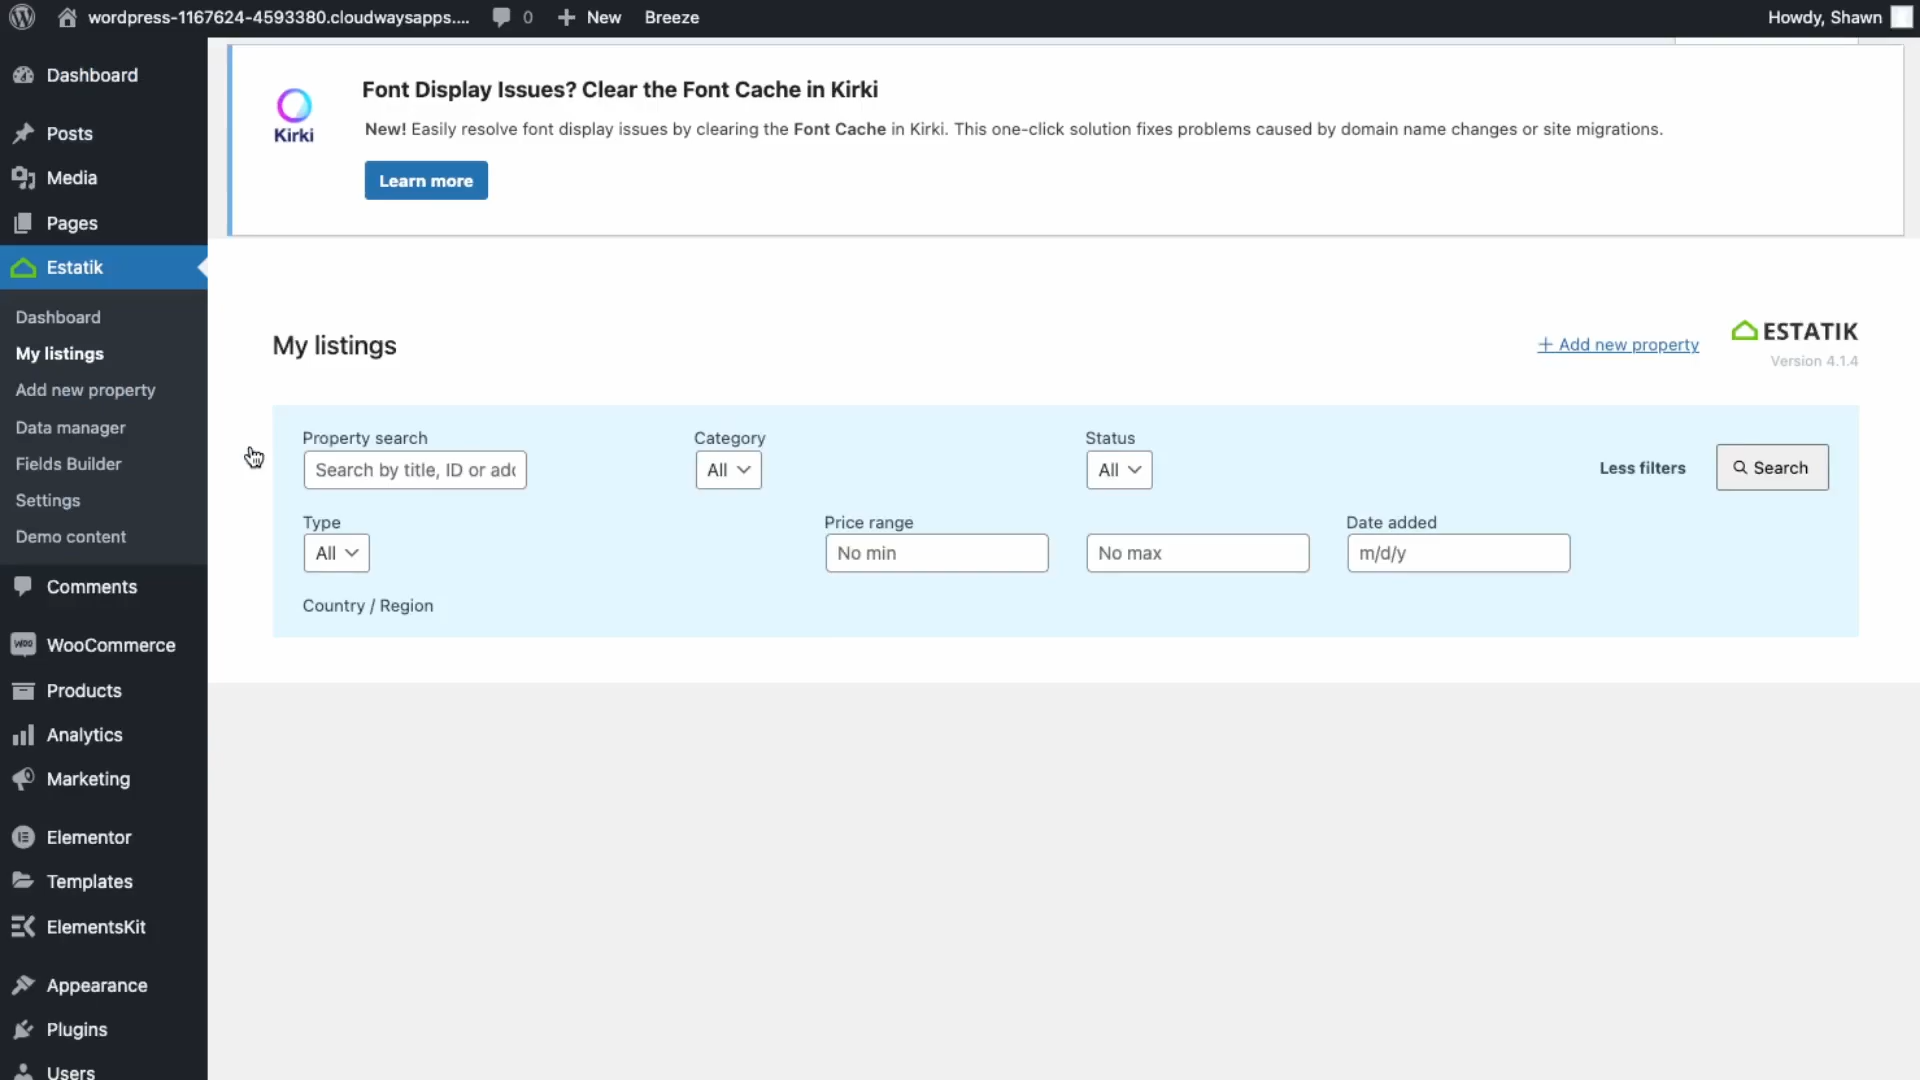 wordpress-1167624-4593380.cloudwaysapps....
0
New
Breeze
Howdy, Shawn
Dashboard
Posts
Media
Pages
Estatik
Dashboard
My listings
Add new property
Data manager
Fields Builder
Settings
Demo content
Comments
WooCommerce
Products
Analytics
Marketing
Elementor
Templates
ElementsKit
Appearance
Plugins
Users
Kirki
Font Display Issues? Clear the Font Cache in Kirki
New! Easily resolve font display issues by clearing the Font Cache in Kirki. This one-click solution fixes problems caused by domain name changes or site migrations.
Learn more
My listings
+ Add new property
ESTATIK
Version 4.1.4
Property search
Search by title, ID or add
Category
All
Status
All
Less filters
Search
Type
All
Price range
No min
No max
Date added
m/d/y
Country / Region